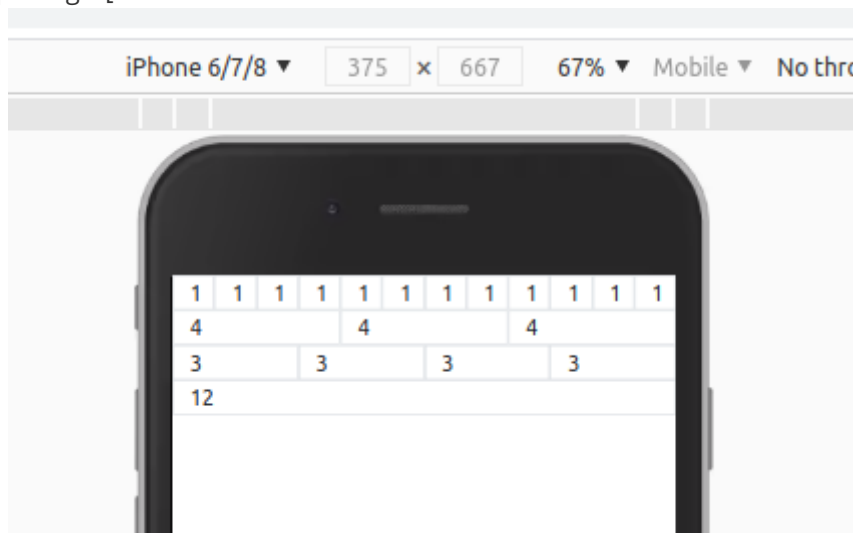 iPhone 6/7/8 ▼ 375 × 667 67% ▼ Mobile ▼ No thro
1 1 1 1 1 1 1 1 1 1 1 1
4 4 4
3 3 3 3
12